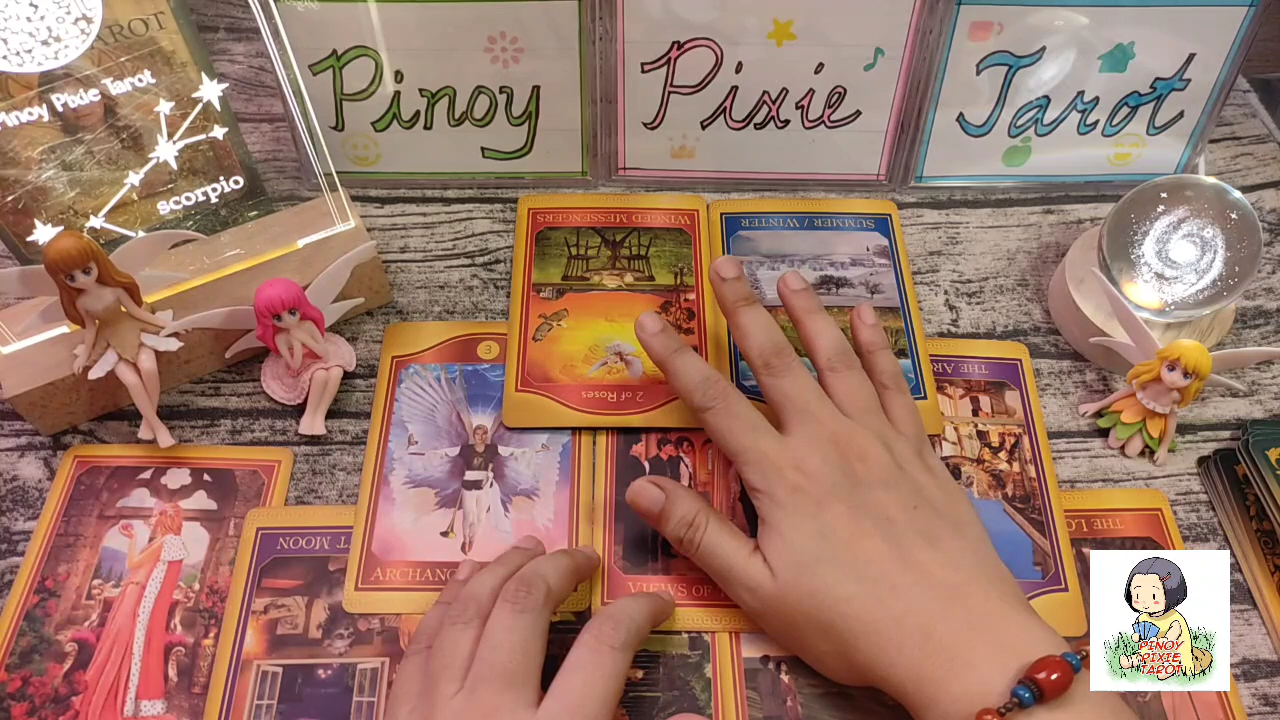 TAROT
Pinoy Pixie Tarot
scorpio
Pinoy
Pixie
Tarot
WINGED MESSENGERS
2 of Roses
SUMMER / WINTER
3
ARCHANG
VIEWS OF
THE AR
T MOON
THE LO
PINOY
PIXIE
TAROT